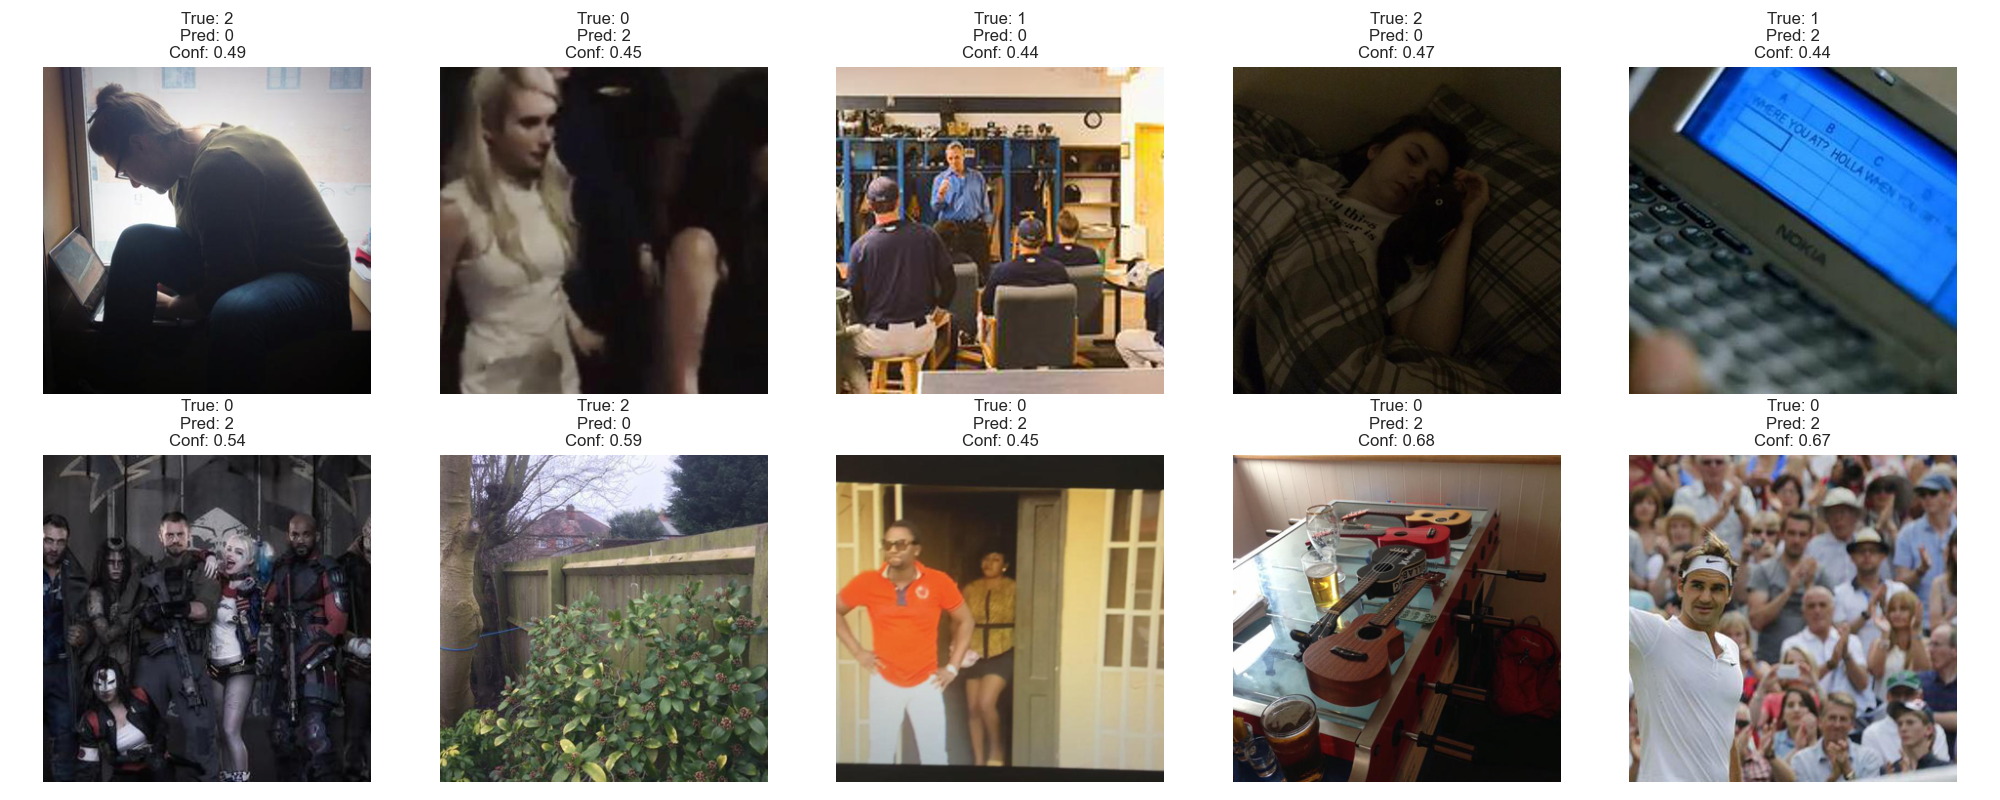 True: 2
Pred: 0
Conf: 0.49
True: 0
Pred: 2
Conf: 0.45
True: 1
Pred: 0
Conf: 0.44
True: 2
Pred: 0
Conf: 0.47
True: 1
Pred: 2
Conf: 0.44
A B C D
WHERE YOU AT? HOLLA WHEN YOU GET
NOKIA
True: 0
Pred: 2
Conf: 0.54
True: 2
Pred: 0
Conf: 0.59
True: 0
Pred: 2
Conf: 0.45
True: 0
Pred: 2
Conf: 0.68
True: 0
Pred: 2
Conf: 0.67